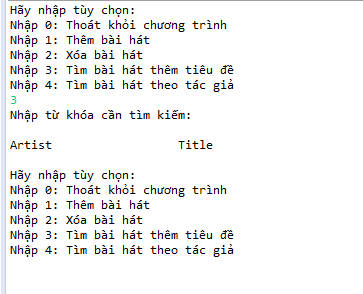 Hãy nhập tùy chọn:
Nhập 0: Thoát khỏi chương trình
Nhập 1: Thêm bài hát
Nhập 2: Xóa bài hát
Nhập 3: Tìm bài hát thêm tiêu đề
Nhập 4: Tìm bài hát theo tác giả
3
Nhập từ khóa cần tìm kiếm:
Artist Title
Hãy nhập tùy chọn:
Nhập 0: Thoát khỏi chương trình
Nhập 1: Thêm bài hát
Nhập 2: Xóa bài hát
Nhập 3: Tìm bài hát thêm tiêu đề
Nhập 4: Tìm bài hát theo tác giả